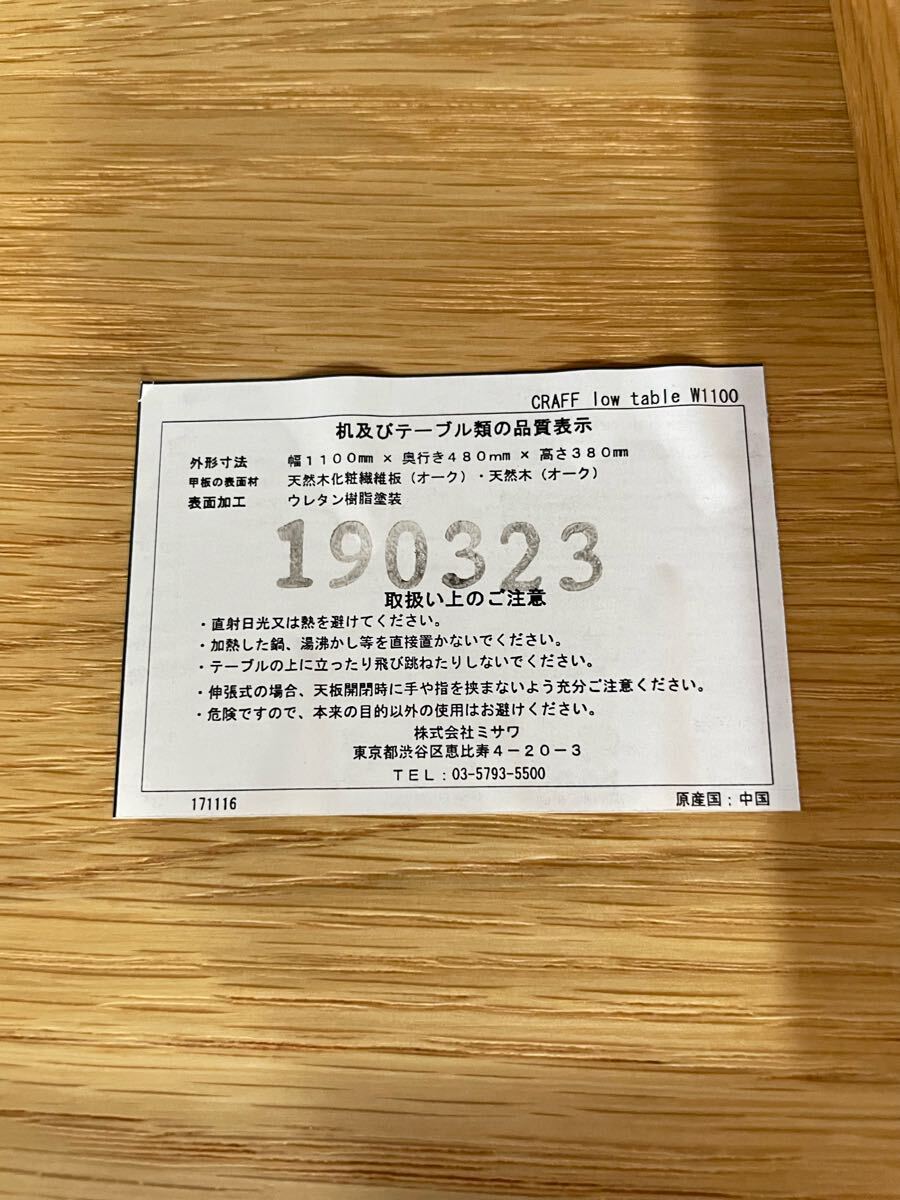 CRAFF low table W1100
机及びテーブル類の品質表示
外形寸法 幅1100㎜ × 奥行き480mm × 高さ380㎜
甲板の表面材 天然木化粧繊維板（オーク）・天然木（オーク）
表面加工 ウレタン樹脂塗装
190323
取扱い上のご注意
・直射日光又は熱を避けてください。
・加熱した鍋、湯沸かし等を直接置かないでください。
・テーブルの上に立ったり飛び跳ねたりしないでください。
・伸張式の場合、天板開閉時に手や指を挟まないよう充分ご注意ください。
・危険ですので、本来の目的以外の使用はお避けください。
株式会社ミサワ
東京都渋谷区恵比寿4－20－3
TEL：03-5793-5500
171116 原産国：中国